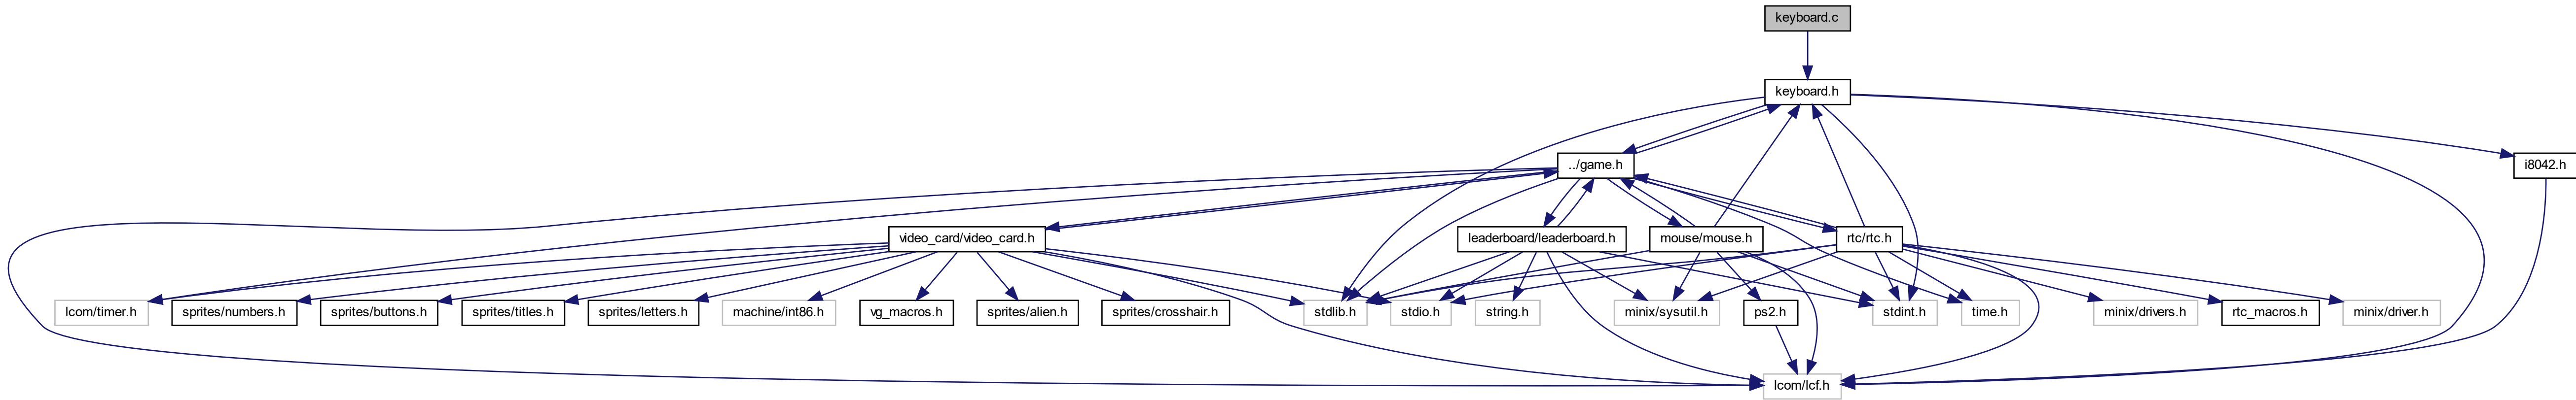 keyboard.c
keyboard.h
../game.h
i8042.h
video_card/video_card.h
leaderboard/leaderboard.h
mouse/mouse.h
rtc/rtc.h
lcom/timer.h
sprites/numbers.h
sprites/buttons.h
sprites/titles.h
sprites/letters.h
machine/int86.h
vg_macros.h
sprites/alien.h
sprites/crosshair.h
stdlib.h
stdio.h
string.h
minix/sysutil.h
ps2.h
stdint.h
time.h
minix/drivers.h
rtc_macros.h
minix/driver.h
lcom/lcf.h